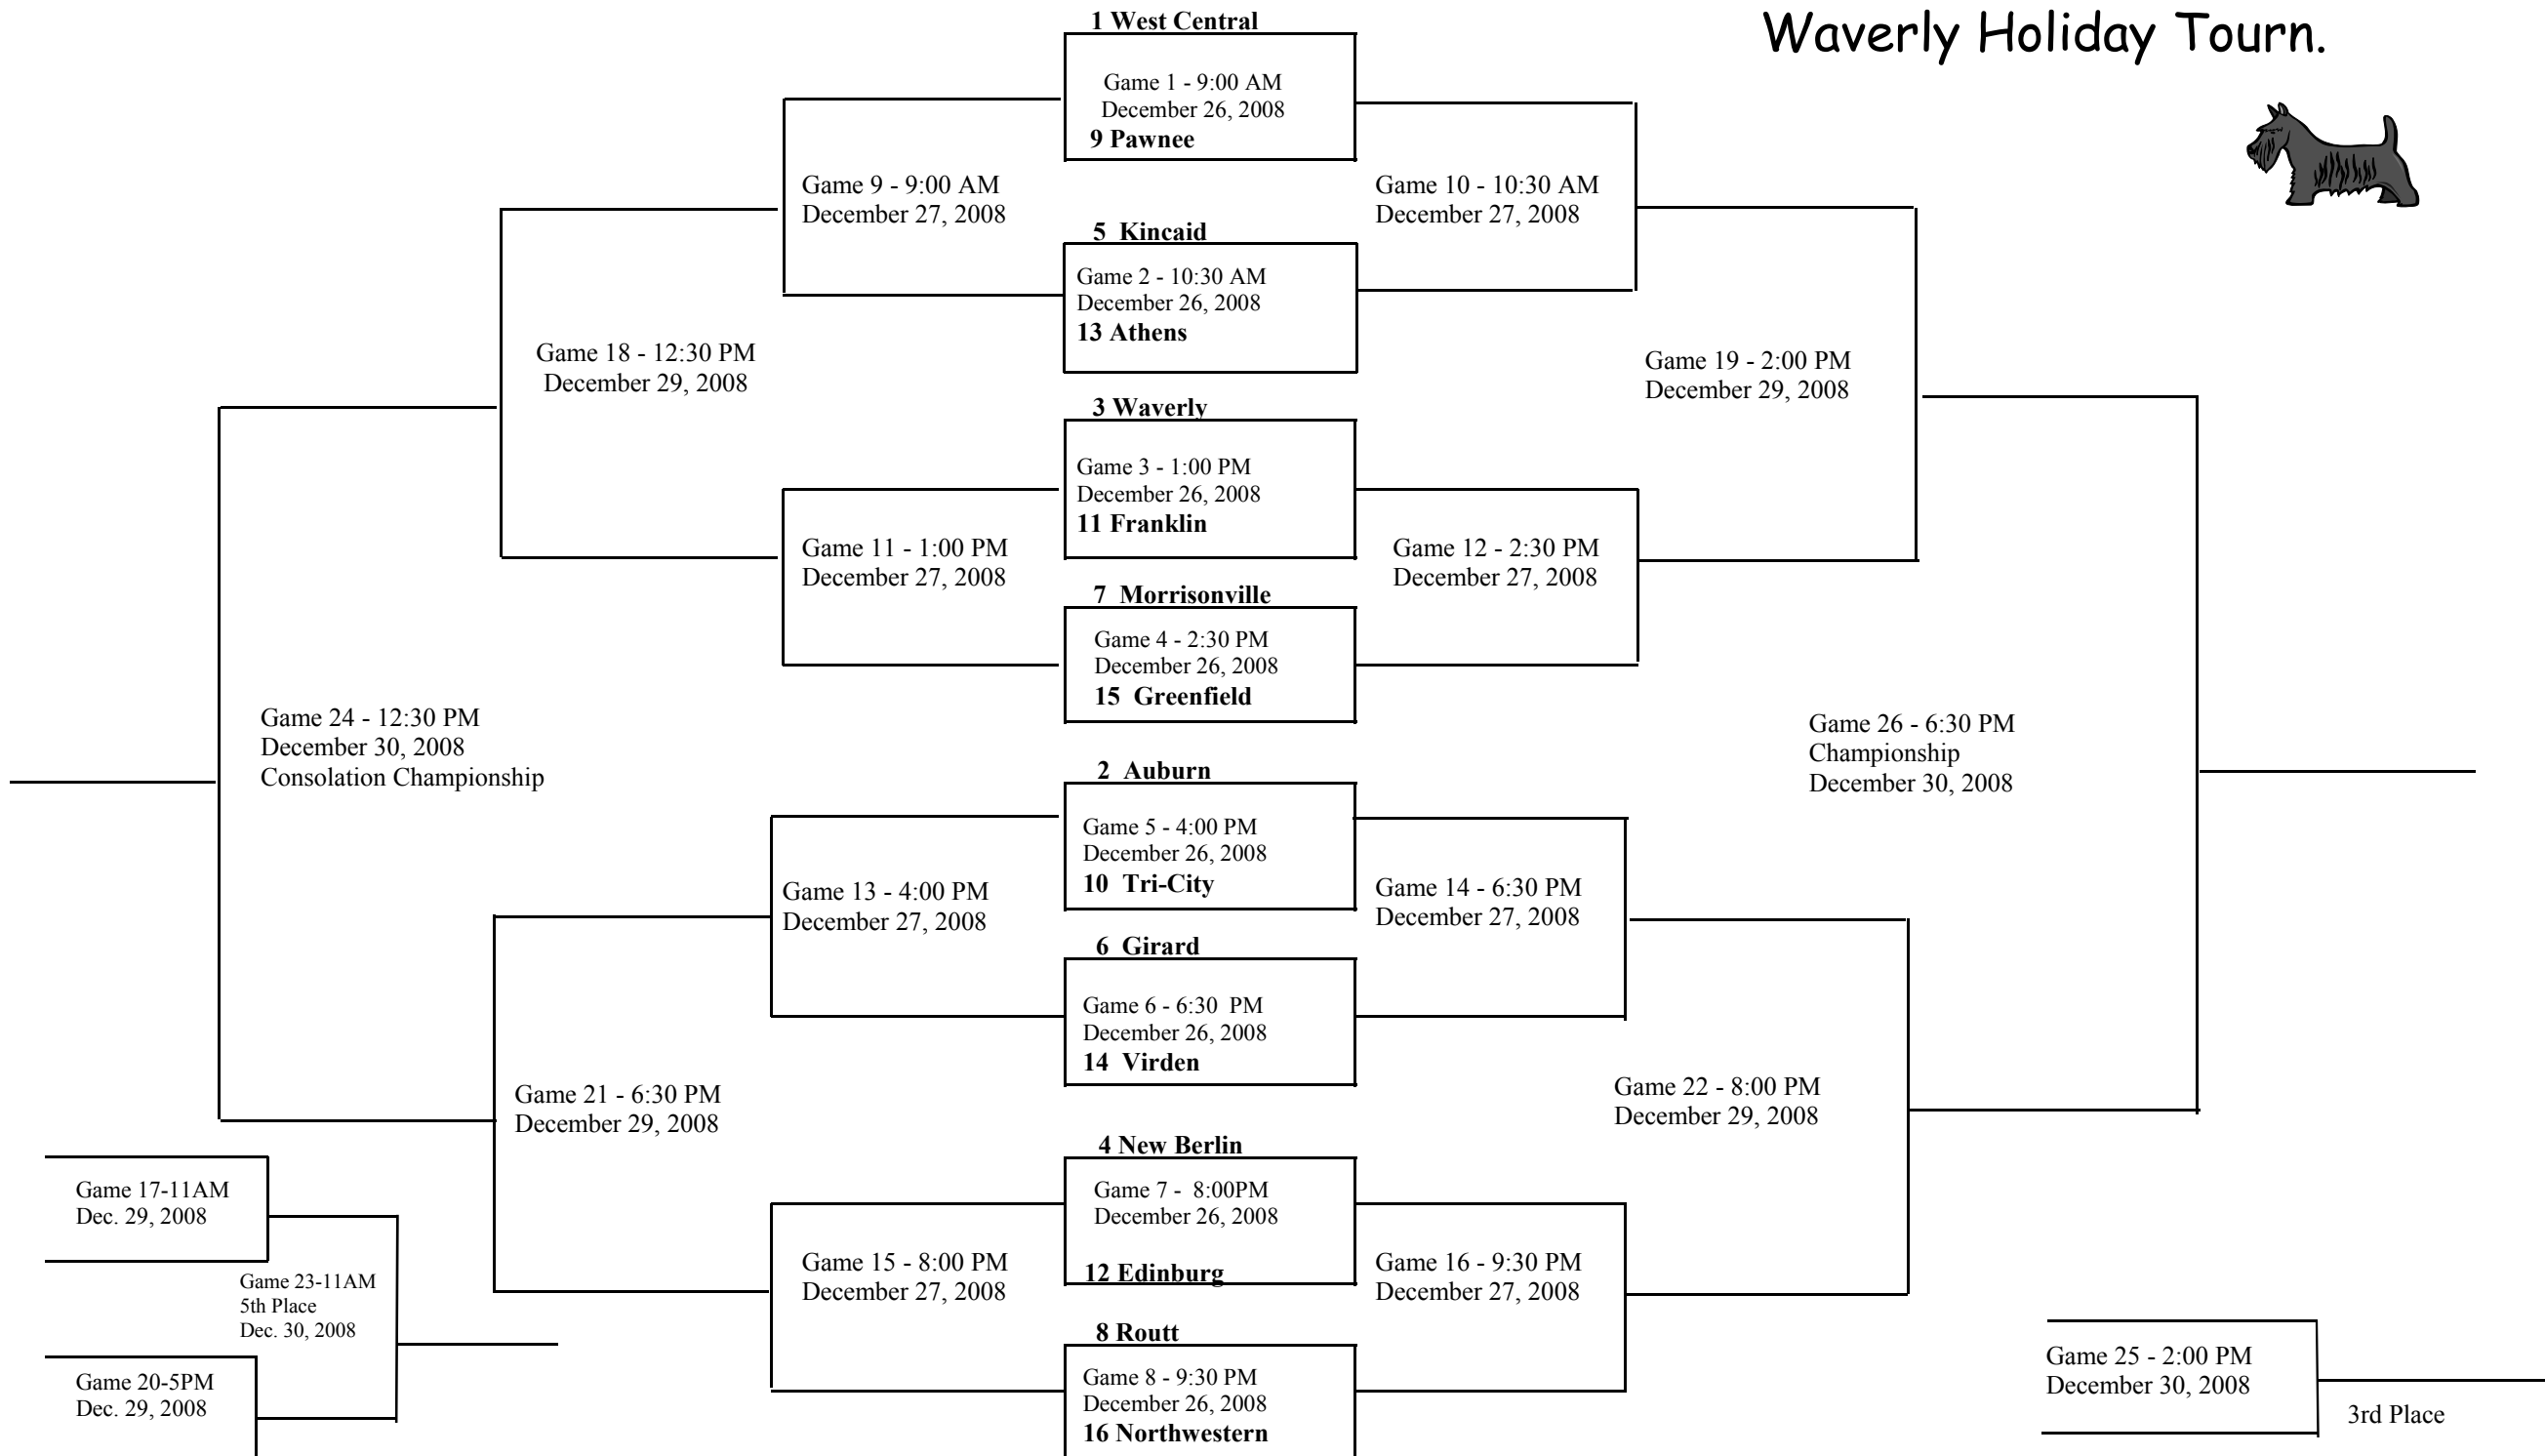 Waverly Holiday Tourn.
1 West Central
Game 1 - 9:00 AM
December 26, 2008
9 Pawnee
Game 9 - 9:00 AM
December 27, 2008
Game 10 - 10:30 AM
December 27, 2008
5 Kincaid
Game 2 - 10:30 AM
December 26, 2008
13 Athens
Game 18 - 12:30 PM
December 29, 2008
Game 19 - 2:00 PM
December 29, 2008
3 Waverly
Game 3 - 1:00 PM
December 26, 2008
11 Franklin
Game 11 - 1:00 PM
December 27, 2008
Game 12 - 2:30 PM
December 27, 2008
7 Morrisonville
Game 4 - 2:30 PM
December 26, 2008
15 Greenfield
Game 24 - 12:30 PM
December 30, 2008
Consolation Championship
Game 26 - 6:30 PM
Championship
December 30, 2008
2 Auburn
Game 5 - 4:00 PM
December 26, 2008
10 Tri-City
Game 13 - 4:00 PM
December 27, 2008
Game 14 - 6:30 PM
December 27, 2008
6 Girard
Game 6 - 6:30 PM
December 26, 2008
14 Virden
Game 21 - 6:30 PM
December 29, 2008
Game 22 - 8:00 PM
December 29, 2008
4 New Berlin
Game 7 - 8:00PM
December 26, 2008
12 Edinburg
Game 17-11AM
Dec. 29, 2008
Game 15 - 8:00 PM
December 27, 2008
Game 16 - 9:30 PM
December 27, 2008
Game 23-11AM
5th Place
Dec. 30, 2008
8 Routt
Game 8 - 9:30 PM
December 26, 2008
16 Northwestern
Game 20-5PM
Dec. 29, 2008
Game 25 - 2:00 PM
December 30, 2008
3rd Place